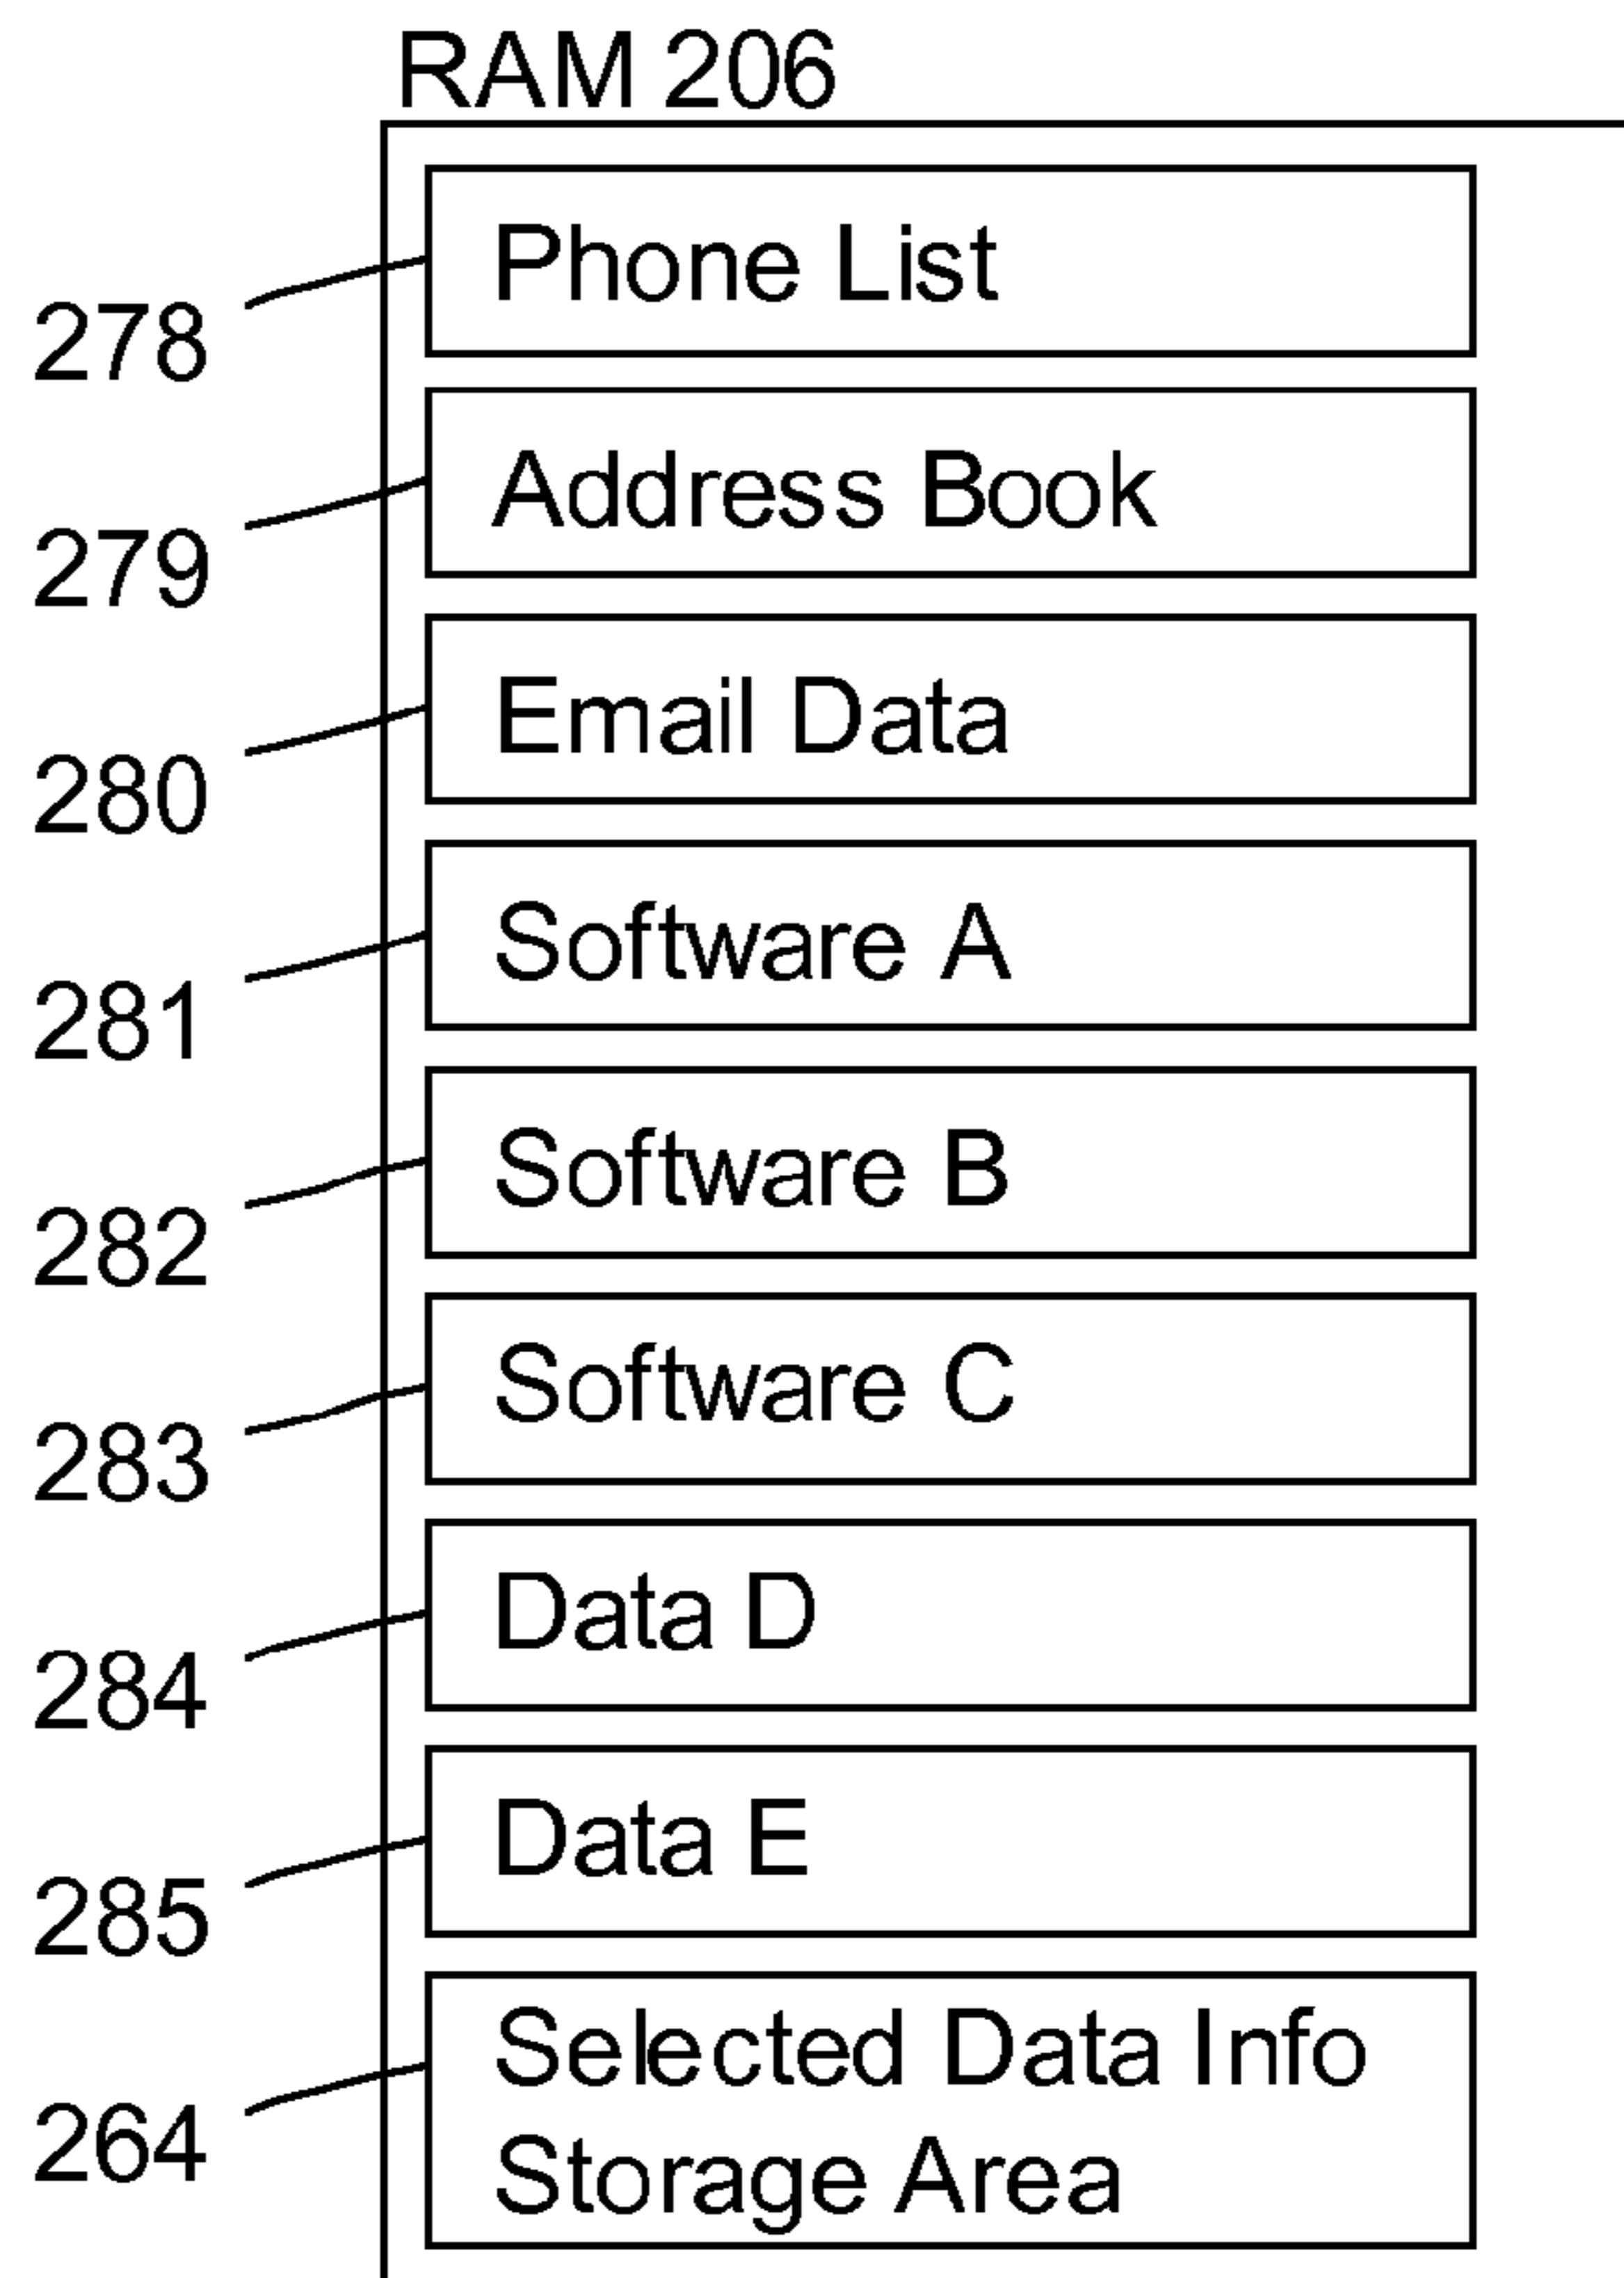 RAM 206
Phone List
278
Address Book
279
Email Data
280
Software A
281
Software B
282
Software C
283
Data D
284
Data E
285
Selected Data Info
Storage Area
264